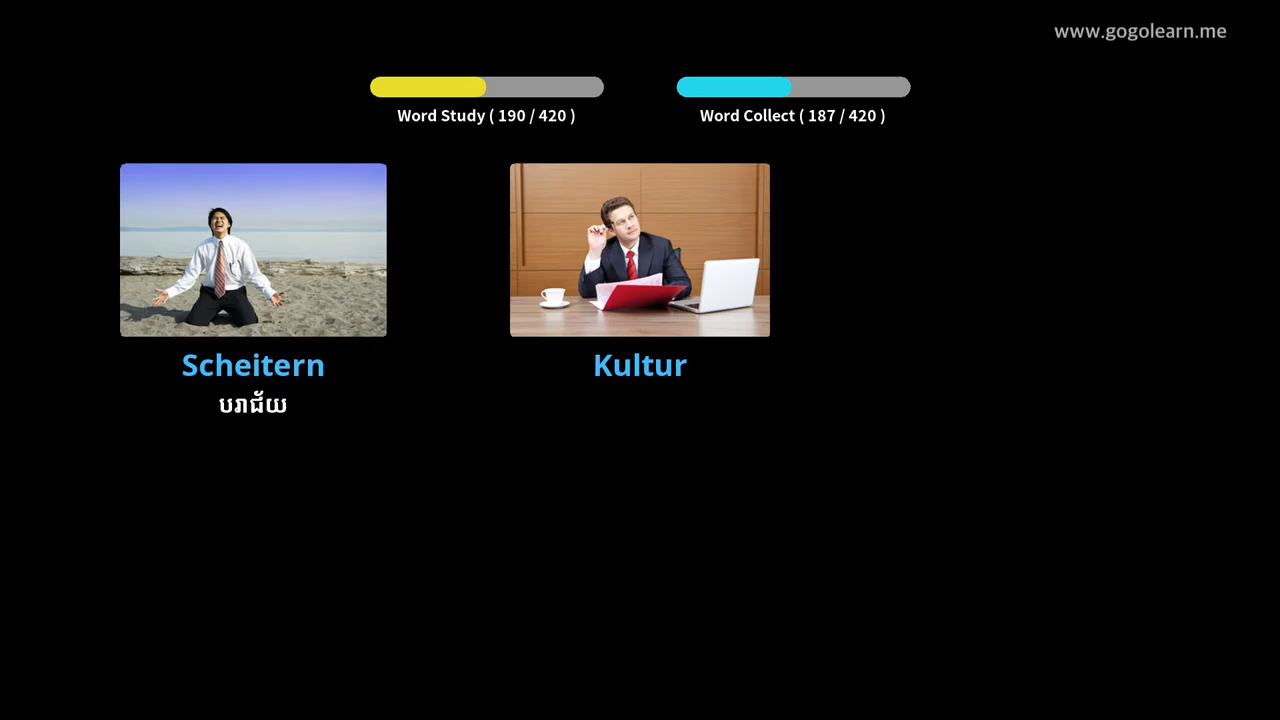 www.gogolearn.me
Word Study ( 190 / 420 )
Word Collect ( 187 / 420 )
Scheitern
Kultur
បរាជ័យ